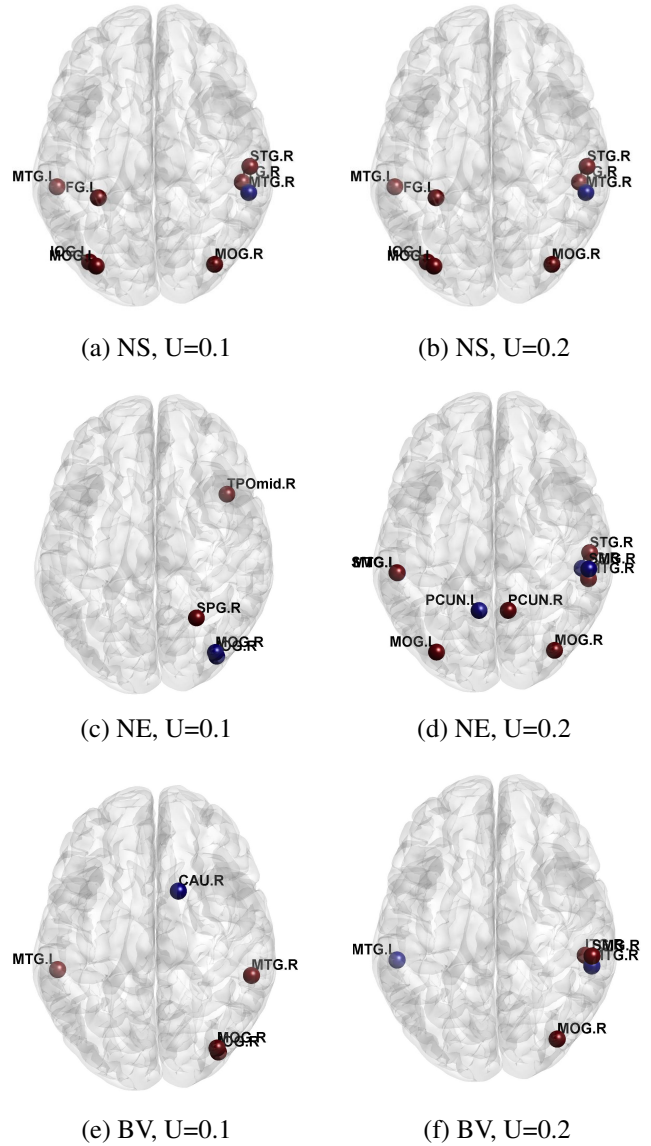 STG.R
MTG.R
MTG.L
FG.L
MOG.L
MOG.R
STG.R
MTG.R
MTG.L
FG.L
MOG.L
MOG.R
(a) NS, U=0.1
(b) NS, U=0.2
TPOmid.R
SPG.R
MOG.R
STG.R
PCUN.L
PCUN.R
MOG.L
MOG.R
(c) NE, U=0.1
(d) NE, U=0.2
CAU.R
MTG.L
MTG.R
MOG.R
MTG.L
MOG.R
(e) BV, U=0.1
(f) BV, U=0.2